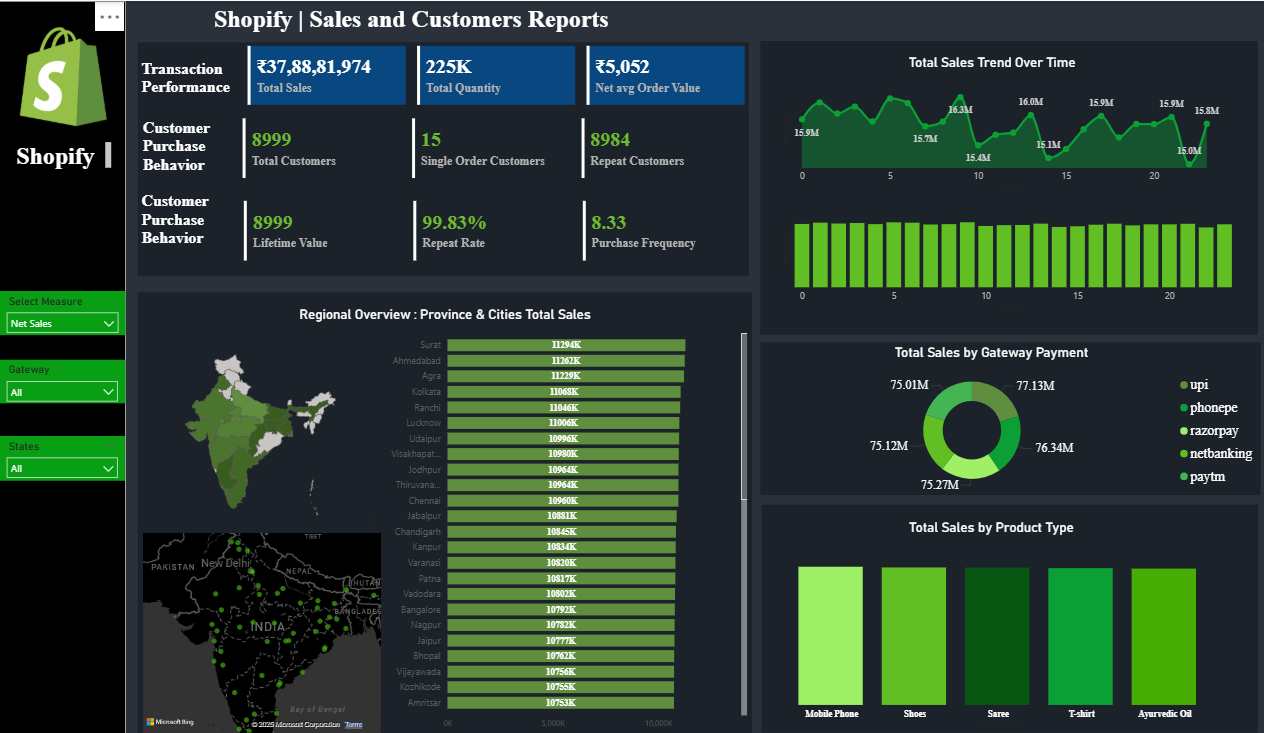 Shopify | Sales and Customers Reports
S
Shopify
Select Measure
Net Sales
Gateway
All
States
All
Transaction
Performance
₹37,88,81,974
Total Sales
225K
Total Quantity
₹5,052
Net avg Order Value
Customer
Purchase
Behavior
8999
Total Customers
15
Single Order Customers
8984
Repeat Customers
Customer
Purchase
Behavior
8999
Lifetime Value
99.83%
Repeat Rate
8.33
Purchase Frequency
Total Sales Trend Over Time
15.9M
15.7M
16.3M
15.4M
16.0M
15.1M
15.9M
15.9M
15.0M
15.8M
0 5 10 15 20
0 5 10 15 20
Regional Overview : Province & Cities Total Sales
Surat 11294K
Ahmedabad 11262K
Agra 11229K
Kolkata 11068K
Ranchi 11046K
Lucknow 11006K
Udaipur 10996K
Visakhapat... 10980K
Jodhpur 10964K
Thiruvana... 10964K
Chennai 10960K
Jabalpur 10881K
Chandigarh 10845K
Kanpur 10834K
Varanasi 10820K
Patna 10817K
Vadodara 10802K
Bangalore 10792K
Nagpur 10782K
Jaipur 10777K
Bhopal 10762K
Vijayawada 10756K
Kozhikode 10755K
Amritsar 10753K
0K 5,000K 10,000K
TIBET
PAKISTAN
New Delhi
NEPAL
BHUTAN
BANGLADES
INDIA
Bay of Bengal
Microsoft Bing
© 2025 Microsoft Corporation Terms
Total Sales by Gateway Payment
75.01M
77.13M
75.12M
76.34M
75.27M
upi
phonepe
razorpay
netbanking
paytm
Total Sales by Product Type
Mobile Phone
Shoes
Saree
T-shirt
Ayurvedic Oil